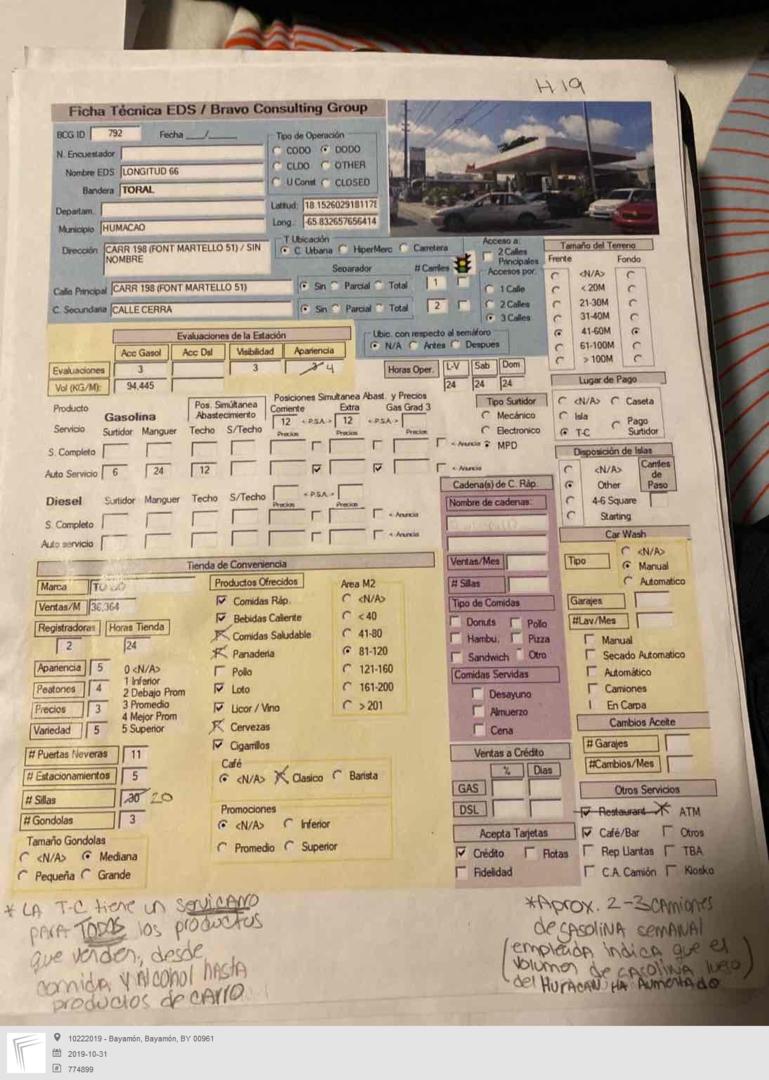 H 19
Ficha Técnica EDS / Bravo Consulting Group
BCG ID 792 Fecha __/__
N. Encuestador
Nombre EDS LONGITUD 66
Bandera TORAL
Departam.
Municipio HUMACAO
Dirección CARR 198 (FONT MARTELLO 51) / SIN
NOMBRE
Calle Principal CARR 198 (FONT MARTELLO 51)
C. Secundaria CALLE CERRA
Tipo de Operación
CODO DODO
CLDO OTHER
U Const CLOSED
Latitud: 18.152602918117
Long.: -65.832657656414
T Ubicación
C. Urbana HiperMerc Carretera
Separador # Carriles
Sin Parcial Total 1
Sin Parcial Total 2
Acceso a:
2 Calles
Principales
Accesos por:
1 Calle
2 Calles
3 Calles
Ubic. con respecto al semáforo
N/A Antes Despues
Tamaño del Terreno
Frente Fondo
<N/A>
< 20M
21-30M
31-40M
41-60M
61-100M
> 100M
Evaluaciones de la Estación
Acc Gasol Acc Dsl Visibilidad Apariencia
Evaluaciones 3 3 4
Vol (KG/M): 94,445
Horas Oper. L-V Sab Dom
24 24 24
Lugar de Pago
<N/A> Caseta
Isla Pago
T-C Surtidor
Producto Gasolina
Servicio Surtidor Manguer
Pos. Simúltanea
Abastecimiento
Techo S/Techo
Posiciones Simultanea Abast. y Precios
Corriente Extra Gas Grad 3
12 <-P.S.A-> 12 <-P.S.A->
Precios Precios Precios
S. Completo <- Anuncia
Auto Servicio 6 24 12 <- Anuncia
Tipo Surtidor
Mecánico
Electronico
MPD
Disposición de Islas
<N/A>
Other
4-6 Square
Starting
Carriles
de
Paso
Diesel Surtidor Manguer Techo S/Techo <-P.S.A->
Precios Precios
S. Completo <- Anuncia
Auto servicio <- Anuncia
Cadena(s) de C. Ráp.
Nombre de cadenas:
Ventas/Mes
# Sillas
Tipo de Comidas
Donuts Pollo
Hambu. Pizza
Sandwich Otro
Comidas Servidas
Desayuno
Almuerzo
Cena
Car Wash
Tipo <N/A>
Manual
Automatico
Garajes
#Lav/Mes
Manual
Secado Automatico
Automático
Camiones
En Carpa
Cambios Aceite
# Garajes
#Cambios/Mes
Tienda de Conveniencia
Marca
Ventas/M 36,364
Registradoras Horas Tienda
2 24
Apariencia 5 0 <N/A>
Peatones 4 1 Inferior
2 Debajo Prom
Precios 3 3 Promedio
4 Mejor Prom
Variedad 5 5 Superior
# Puertas Neveras 11
# Estacionamientos 5
# Sillas 30 20
# Gondolas 3
Tamaño Gondolas
<N/A> Mediana
Pequeña Grande
Productos Ofrecidos
Comidas Ráp.
Bebidas Caliente
Comidas Saludable
Panaderia
Pollo
Loto
Licor / Vino
Cervezas
Cigarrillos
Café
<N/A> Clasico Barista
Promociones
<N/A> Inferior
Promedio Superior
Area M2
<N/A>
< 40
41-80
81-120
121-160
161-200
> 201
Ventas a Crédito
% Dias
GAS
DSL
Acepta Tarjetas
Crédito Flotas
Fidelidad
Otros Servicios
Restaurant ATM
Café/Bar Otros
Rep Llantas TBA
C.A. Camión Kiosko
* LA T-C tiene un servicarro
para TODOS los productos
que venden, desde
comida y alcohol hasta
productos de carro
*Aprox. 2-3 camiones
de gasolina semanal
(empleada indica que el
volumen de gasolina luego
del Huracan ha aumentado)
10222019 - Bayamón, Bayamón, BY 00961
2019-10-31
774899